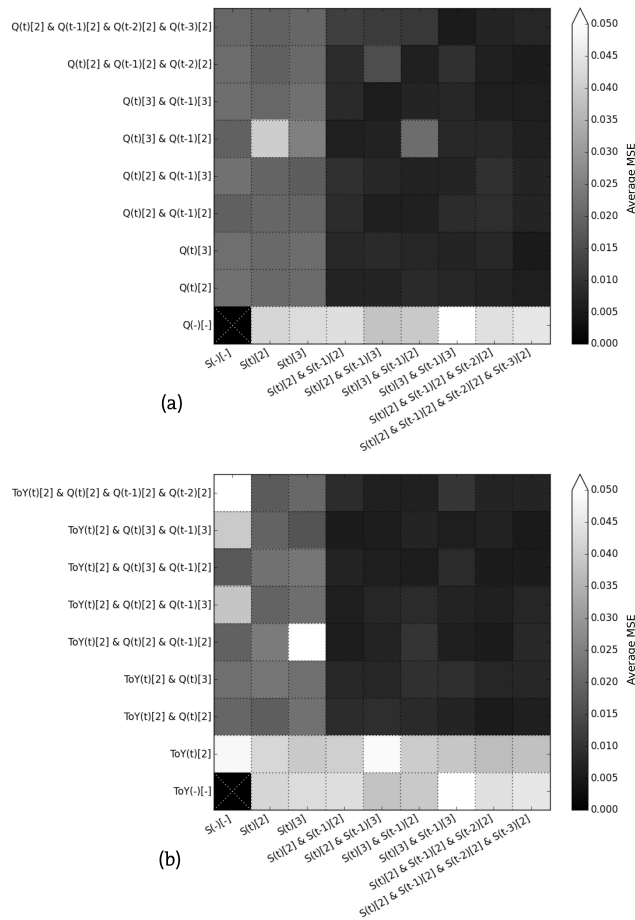 Q(t)[2] & Q(t-1)[2] & Q(t-2)[2] & Q(t-3)[2]
Q(t)[2] & Q(t-1)[2] & Q(t-2)[2]
Q(t)[3] & Q(t-1)[3]
Q(t)[3] & Q(t-1)[2]
Q(t)[2] & Q(t-1)[3]
Q(t)[2] & Q(t-1)[2]
Q(t)[3]
Q(t)[2]
Q(-)[-]
S(-)[-]
S(t)[2]
S(t)[3]
S(t)[2] & S(t-1)[2]
S(t)[2] & S(t-1)[3]
S(t)[3] & S(t-1)[2]
S(t)[3] & S(t-1)[3]
S(t)[2] & S(t-1)[2] & S(t-2)[2]
S(t)[2] & S(t-1)[2] & S(t-2)[2] & S(t-3)[2]
0.050
0.045
0.040
0.035
0.030
0.025
0.020
0.015
0.010
0.005
0.000
Average MSE
(a)
ToY(t)[2] & Q(t)[2] & Q(t-1)[2] & Q(t-2)[2]
ToY(t)[2] & Q(t)[3] & Q(t-1)[3]
ToY(t)[2] & Q(t)[3] & Q(t-1)[2]
ToY(t)[2] & Q(t)[2] & Q(t-1)[3]
ToY(t)[2] & Q(t)[2] & Q(t-1)[2]
ToY(t)[2] & Q(t)[3]
ToY(t)[2] & Q(t)[2]
ToY(t)[2]
ToY(-)[-]
S(-)[-]
S(t)[2]
S(t)[3]
S(t)[2] & S(t-1)[2]
S(t)[2] & S(t-1)[3]
S(t)[3] & S(t-1)[2]
S(t)[3] & S(t-1)[3]
S(t)[2] & S(t-1)[2] & S(t-2)[2]
S(t)[2] & S(t-1)[2] & S(t-2)[2] & S(t-3)[2]
0.050
0.045
0.040
0.035
0.030
0.025
0.020
0.015
0.010
0.005
0.000
Average MSE
(b)